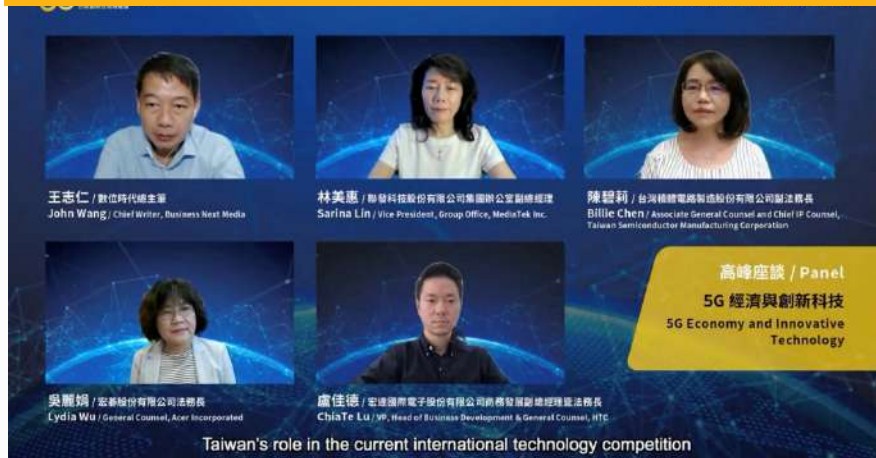 王志仁 / 數位時代總主筆
John Wang / Chief Writer, Business Next Media
林美惠 / 聯發科技股份有限公司集團辦公室副總經理
Sarina Lin / Vice President, Group Office, MediaTek Inc.
陳碧莉 / 台灣積體電路製造股份有限公司副法務長
Billie Chen / Associate General Counsel and Chief IP Counsel,
Taiwan Semiconductor Manufacturing Corporation
高峰座談 / Panel
5G 經濟與創新科技
5G Economy and Innovative
Technology
吳麗娟 / 宏碁股份有限公司法務長
Lydia Wu / General Counsel, Acer Incorporated
盧佳德 / 宏達國際電子股份有限公司商務發展副總經理暨法務長
ChiaTe Lu / VP, Head of Business Development & General Counsel, HTC
Taiwan's role in the current international technology competition